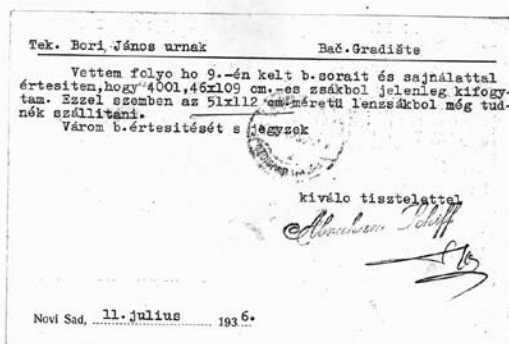 Tek. Bori János urnak Bač.Gradište
Vettem folyo ho 9.-én kelt b.sorait és sajnálattal
értesitem,hogy 4001,46x109 cm.-es zsákbol jelenleg kifogy-
tam. Ezzel szemben az 51x112 cm.méretü lenzsákbol még tud-
nék szállitani.
Várom b.értesitését s jegyzek
kiválo tisztelattel
Abraham Schiff
Novi Sad, 11.julius 1936.